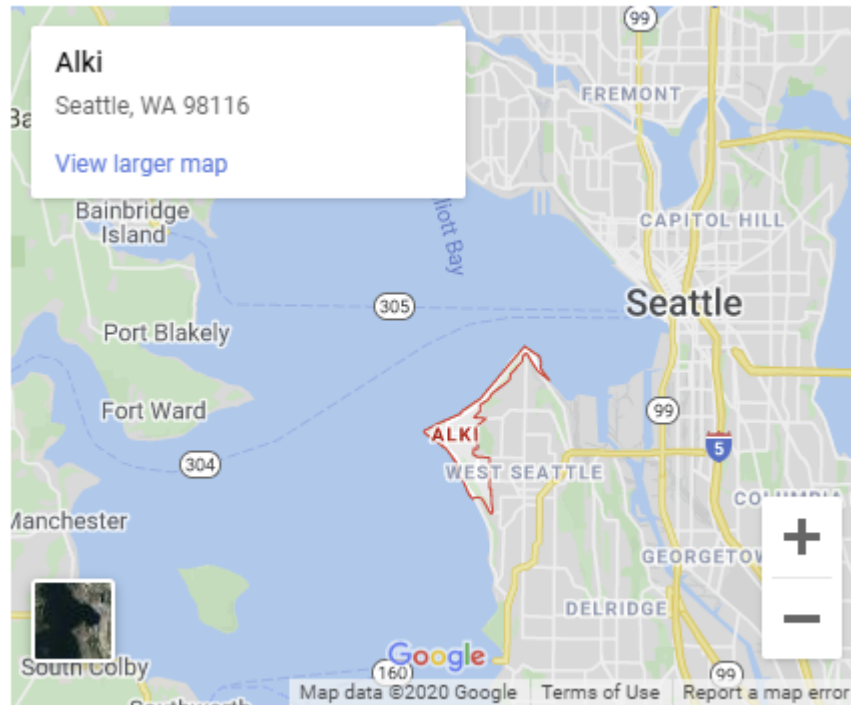 Alki
Seattle, WA 98116
View larger map
99
FREMONT
Bainbridge
Island
CAPITOL HILL
Bay
305
Seattle
Port Blakely
Fort Ward
99
ALKI
5
304
WEST SEATTLE
Manchester
+
GEORGETOW
−
DELRIDGE
South Colby
Google
160
99
Map data ©2020 Google
Terms of Use
Report a map error